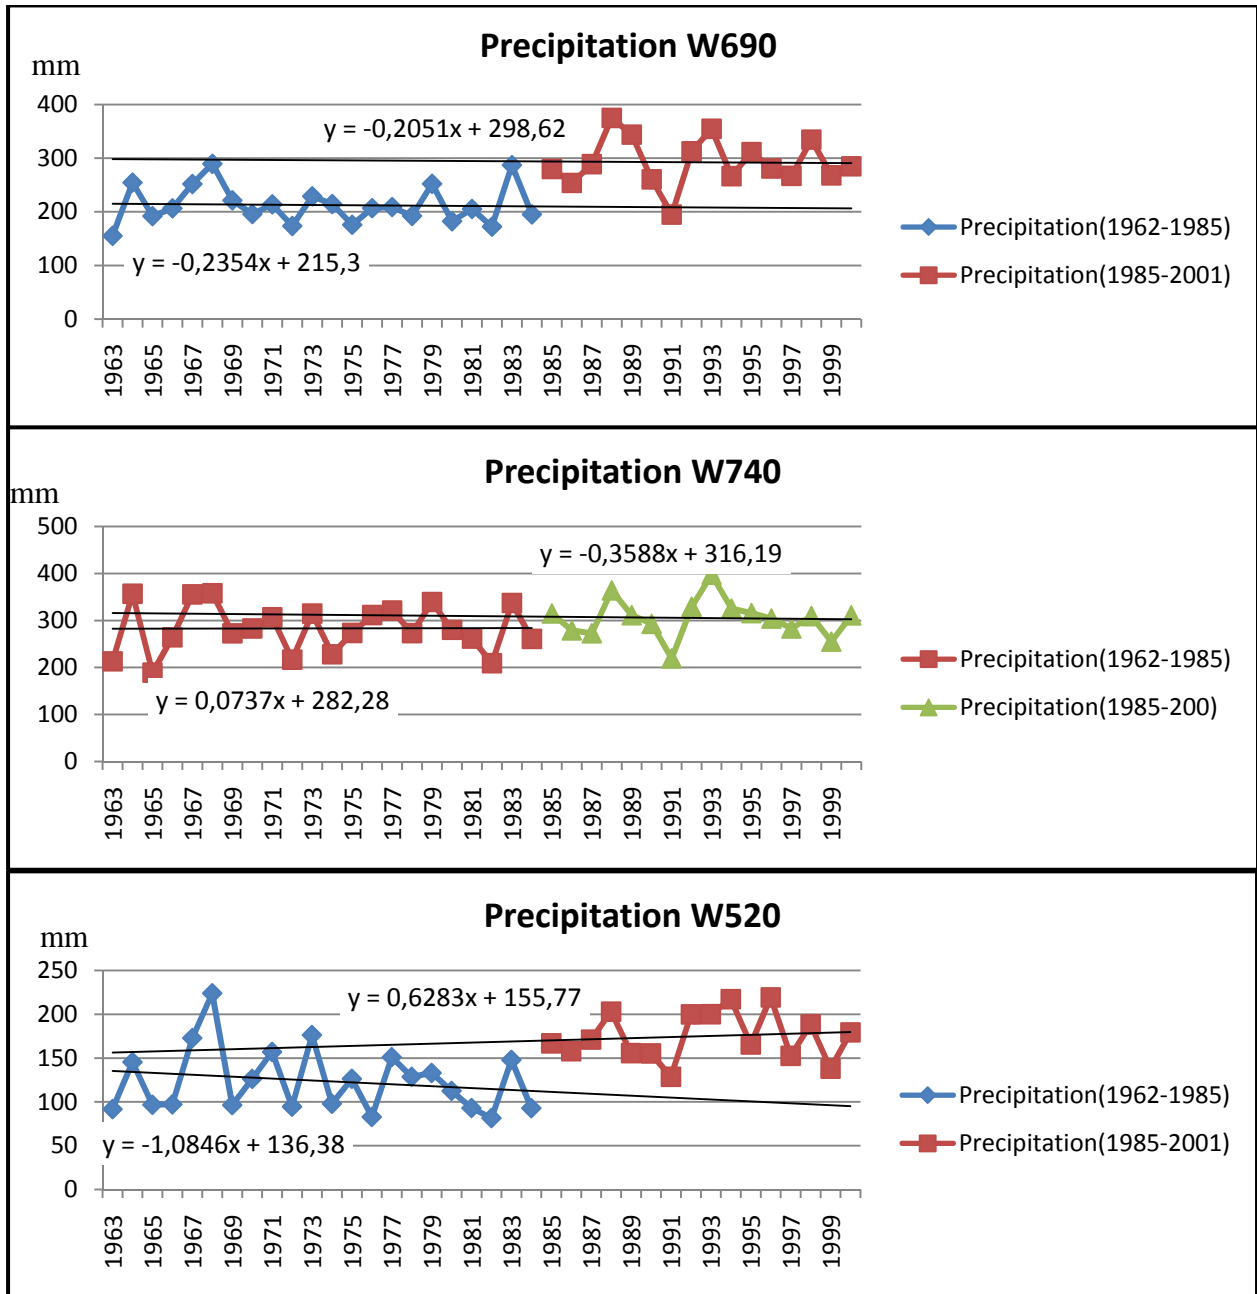 Precipitation W690
mm
400
300
200
100
0
y = -0,2051x + 298,62
y = -0,2354x + 215,3
1963 1965 1967 1969 1971 1973 1975 1977 1979 1981 1983 1985 1987 1989 1991 1993 1995 1997 1999
Precipitation(1962-1985)
Precipitation(1985-2001)
Precipitation W740
mm
500
400
300
200
100
0
y = -0,3588x + 316,19
y = 0,0737x + 282,28
1963 1965 1967 1969 1971 1973 1975 1977 1979 1981 1983 1985 1987 1989 1991 1993 1995 1997 1999
Precipitation(1962-1985)
Precipitation(1985-200)
Precipitation W520
mm
250
200
150
100
50
0
y = 0,6283x + 155,77
y = -1,0846x + 136,38
1963 1965 1967 1969 1971 1973 1975 1977 1979 1981 1983 1985 1987 1989 1991 1993 1995 1997 1999
Precipitation(1962-1985)
Precipitation(1985-2001)